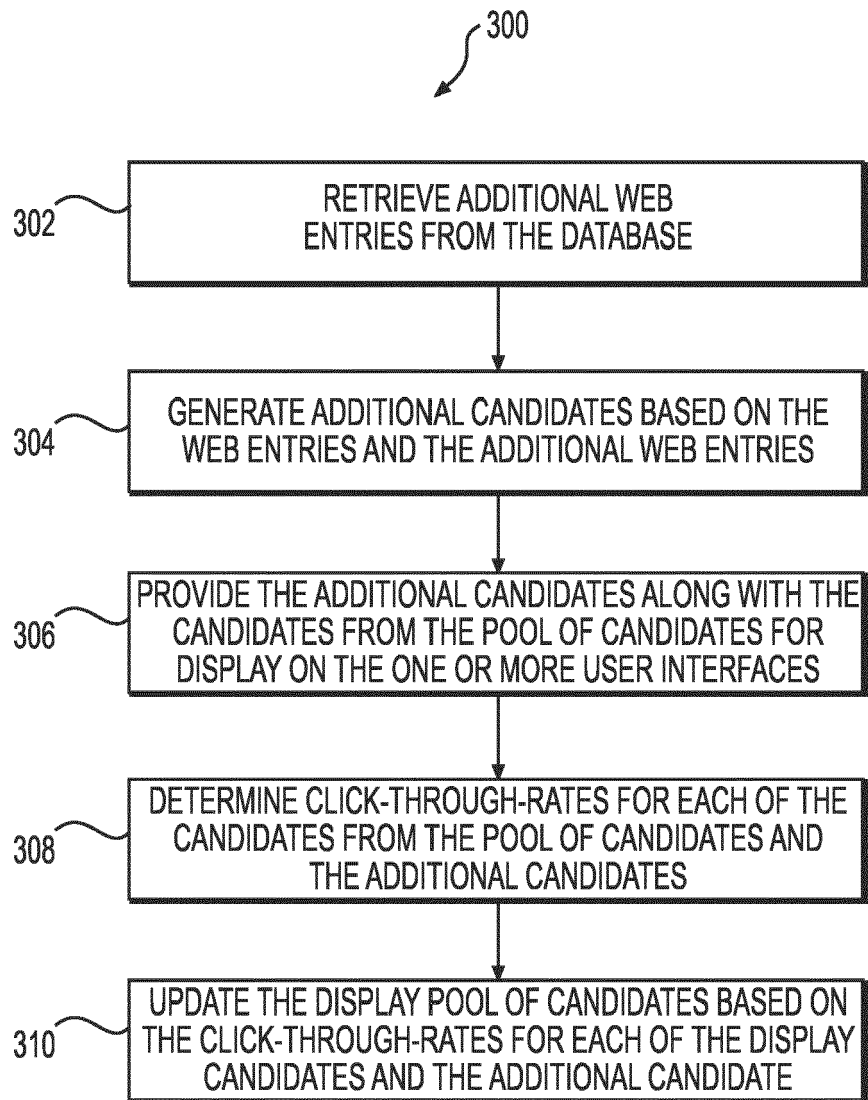 300
302
RETRIEVE ADDITIONAL WEB
ENTRIES FROM THE DATABASE
304
GENERATE ADDITIONAL CANDIDATES BASED ON THE
WEB ENTRIES AND THE ADDITIONAL WEB ENTRIES
306
PROVIDE THE ADDITIONAL CANDIDATES ALONG WITH THE
CANDIDATES FROM THE POOL OF CANDIDATES FOR
DISPLAY ON THE ONE OR MORE USER INTERFACES
308
DETERMINE CLICK-THROUGH-RATES FOR EACH OF THE
CANDIDATES FROM THE POOL OF CANDIDATES AND
THE ADDITIONAL CANDIDATES
310
UPDATE THE DISPLAY POOL OF CANDIDATES BASED ON
THE CLICK-THROUGH-RATES FOR EACH OF THE DISPLAY
CANDIDATES AND THE ADDITIONAL CANDIDATE